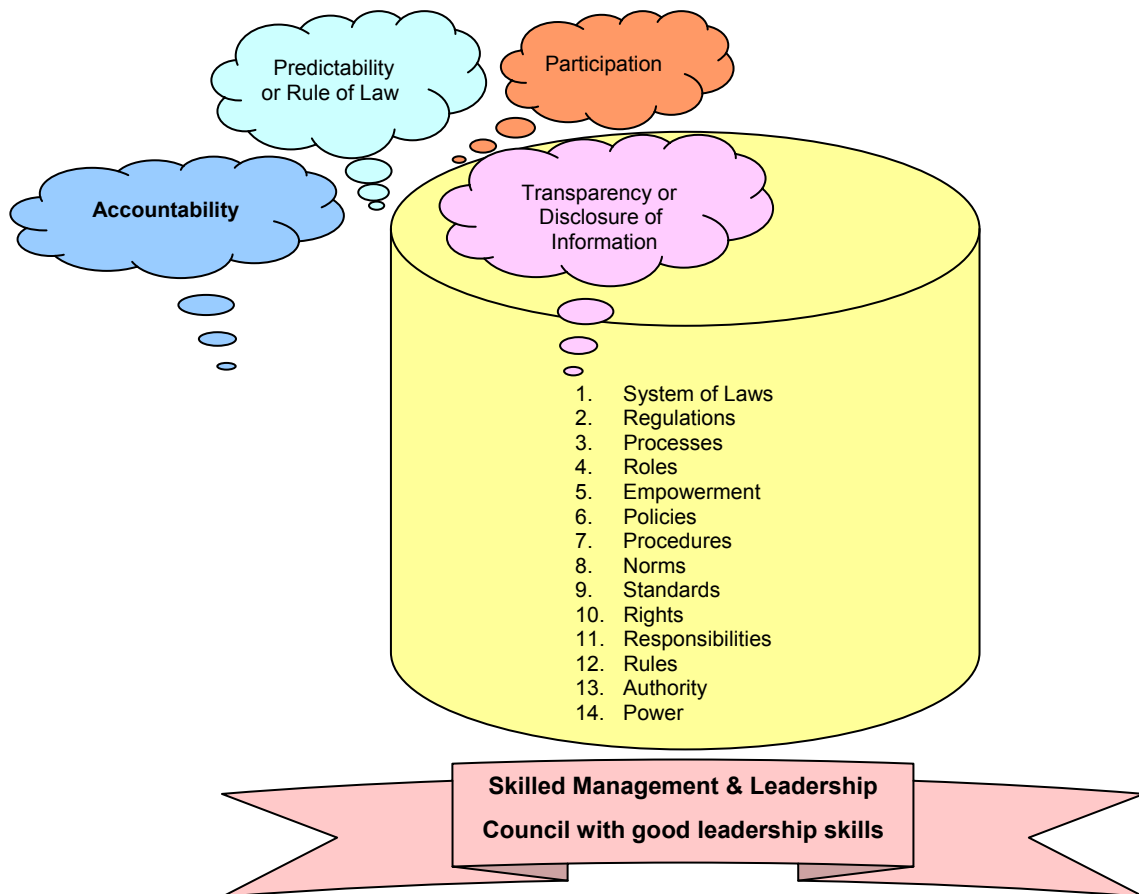 Predictability
or Rule of Law
Participation
Accountability
Transparency or
Disclosure of
Information
1. System of Laws
2. Regulations
3. Processes
4. Roles
5. Empowerment
6. Policies
7. Procedures
8. Norms
9. Standards
10. Rights
11. Responsibilities
12. Rules
13. Authority
14. Power
Skilled Management & Leadership
Council with good leadership skills